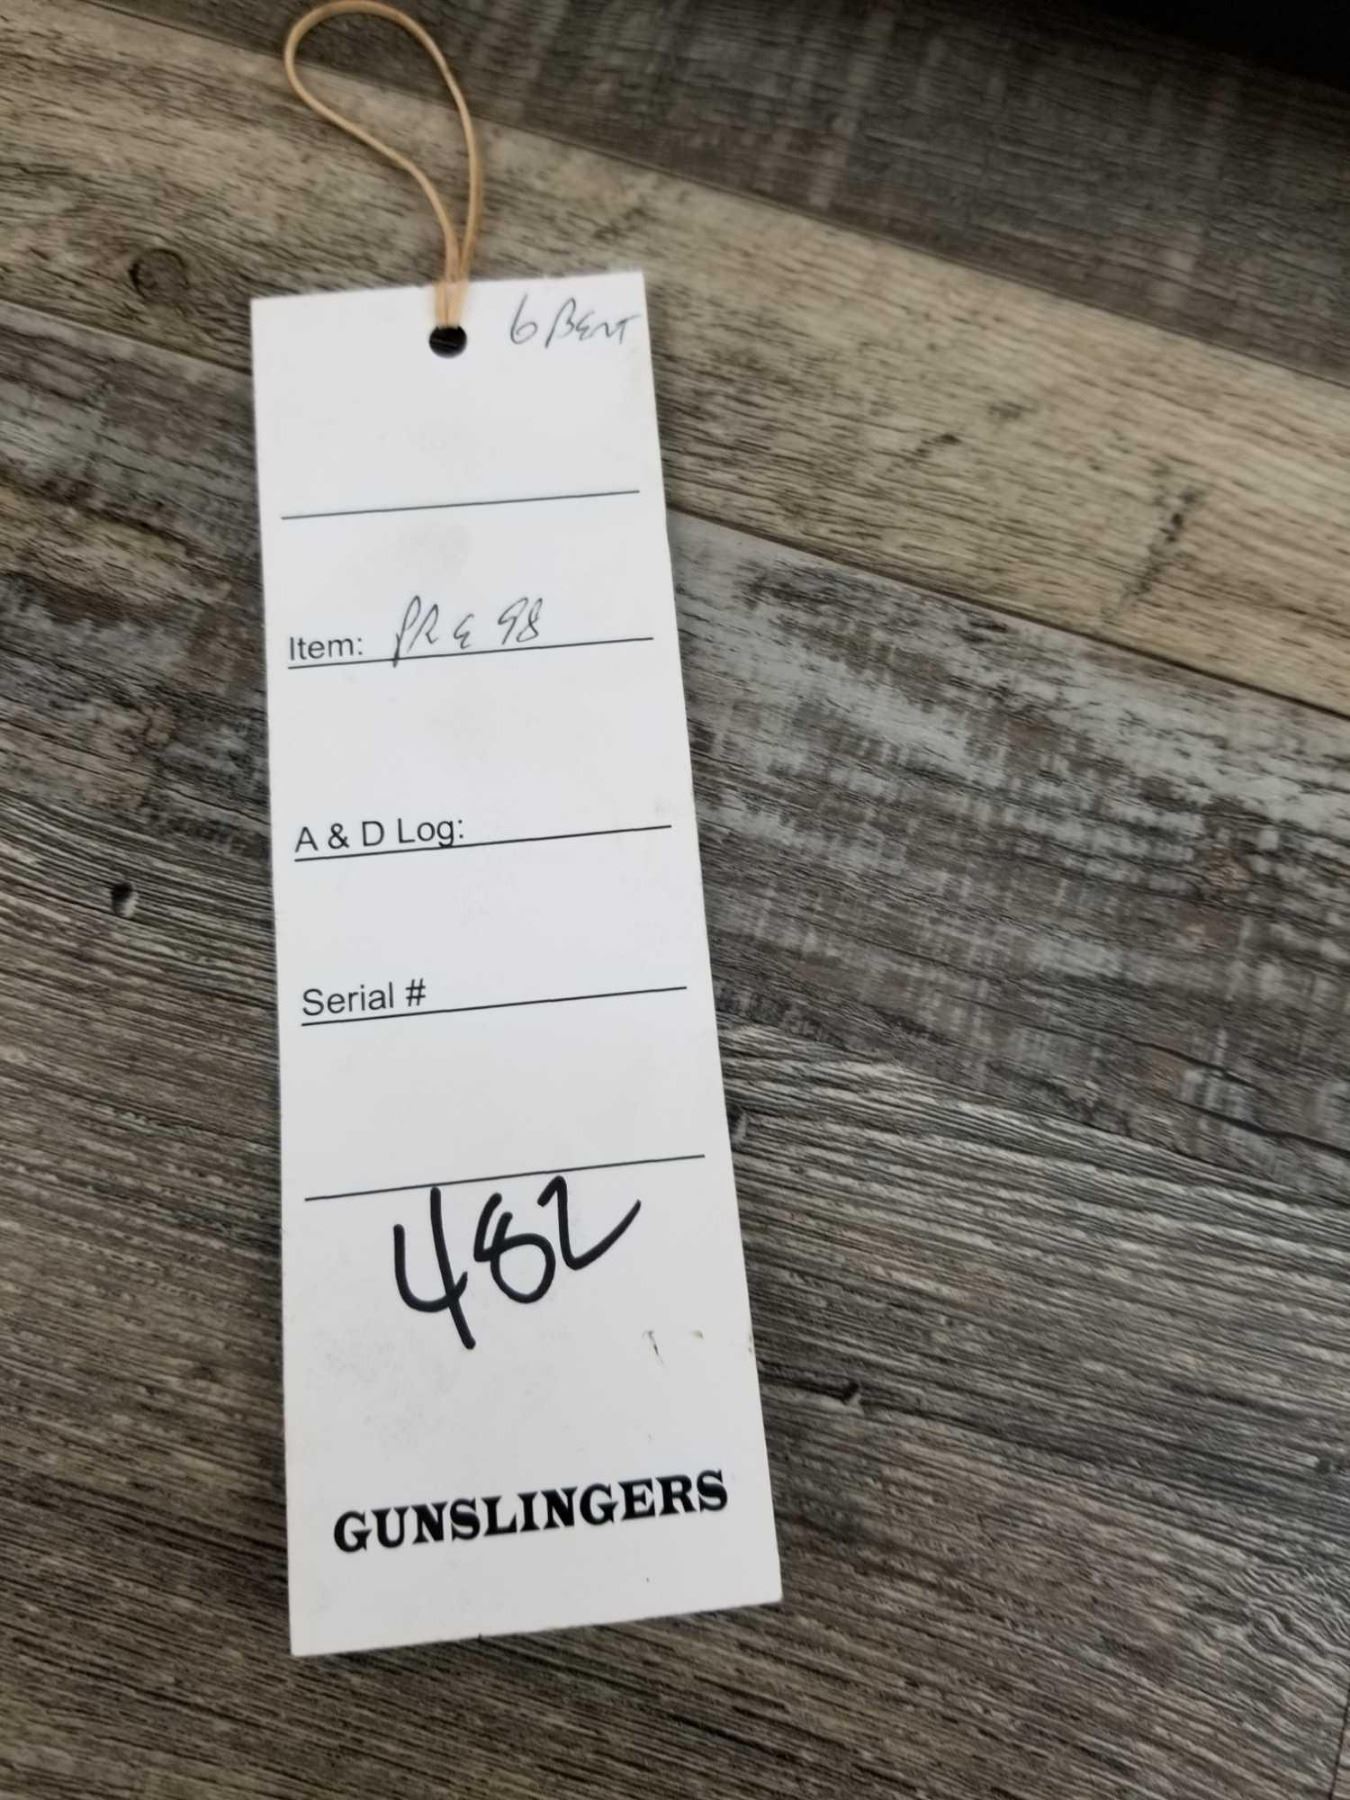 6 BENT
Item: PRE 98
A & D Log:
Serial #
482
GUNSLINGERS